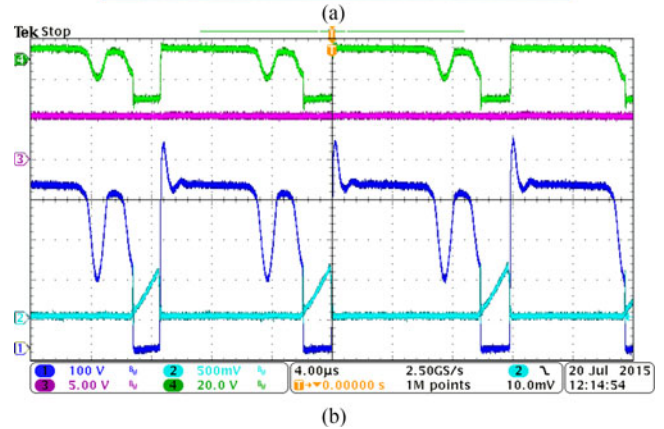 (a)
Tek Stop
T
T
4
3
2
1
1 100 V 2 500mV 4.00µs 2.50GS/s 2 20 Jul 2015
3 5.00 V 4 20.0 V T→▼0.00000 s 1M points 10.0mV 12:14:54
(b)